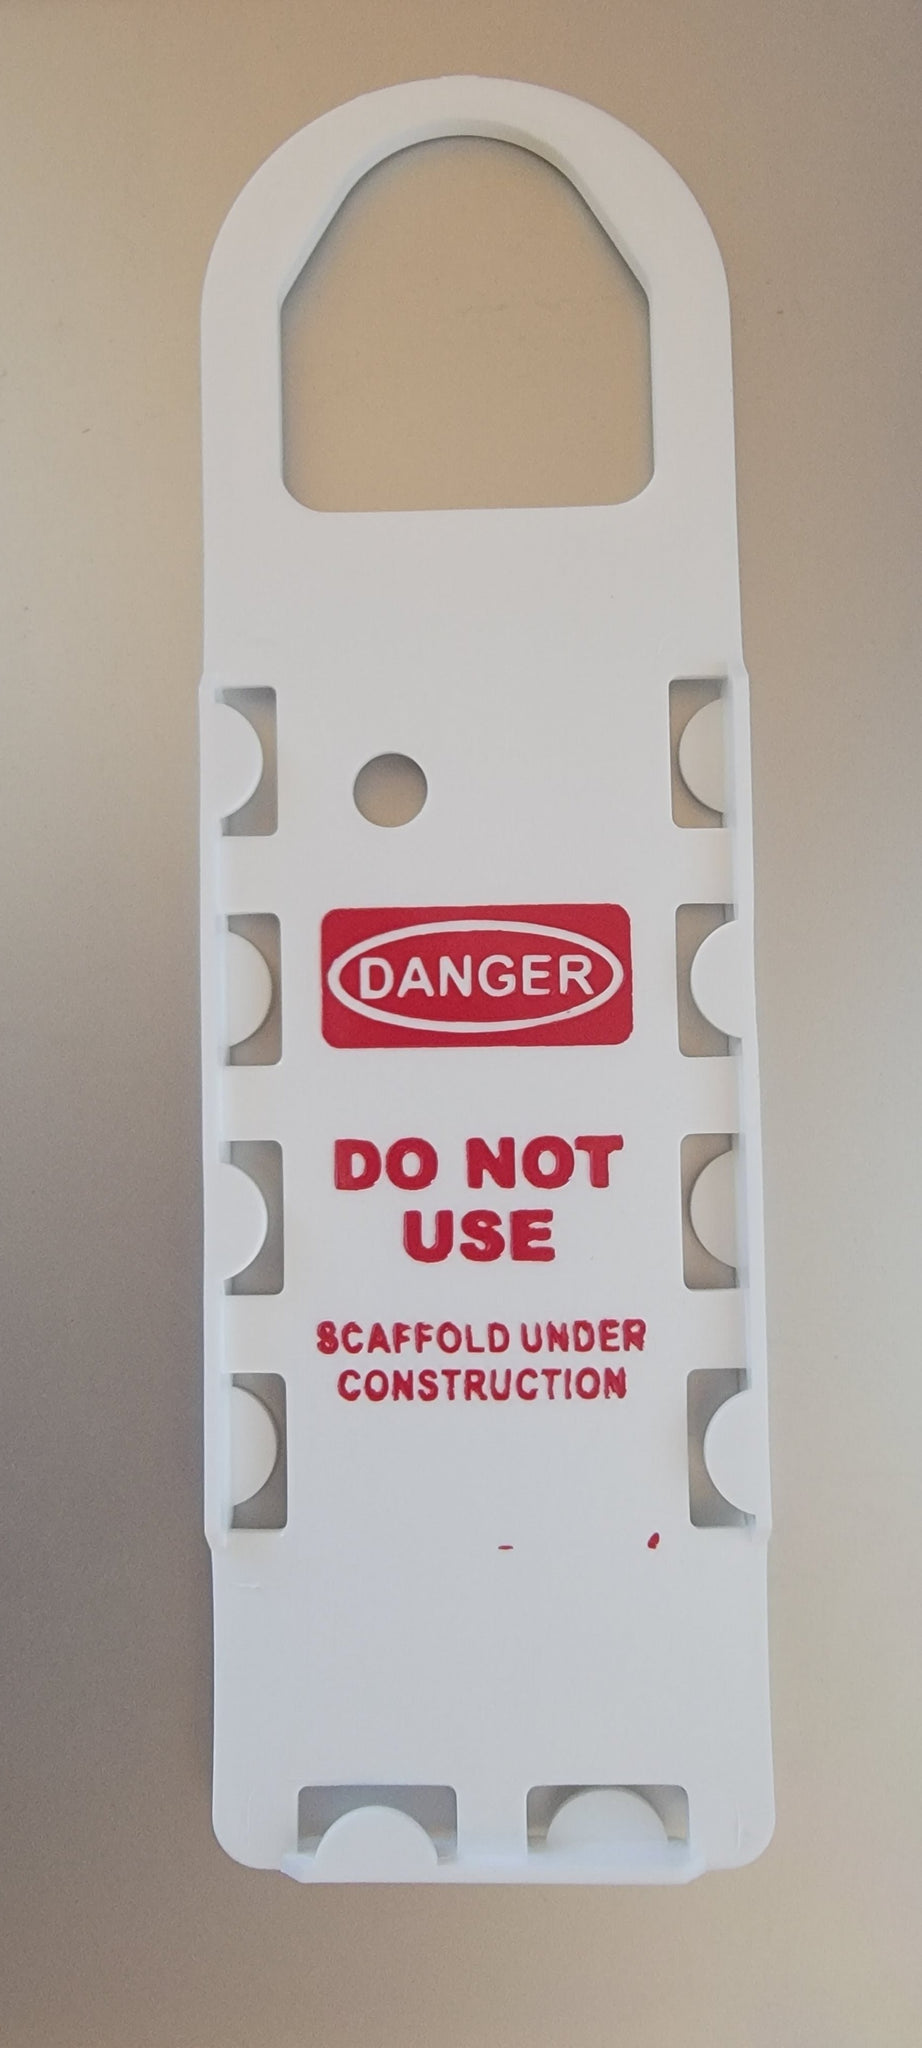 DANGER
DO NOT
USE
SCAFFOLD UNDER
CONSTRUCTION